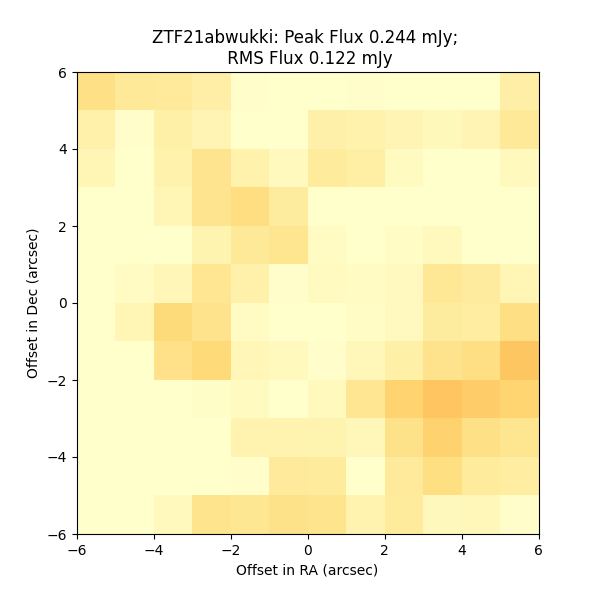 ZTF21abwukki: Peak Flux 0.244 mJy;
RMS Flux 0.122 mJy
6
4
2
0
−2
−4
−6
Offset in Dec (arcsec)
−6 −4 −2 0 2 4 6
Offset in RA (arcsec)